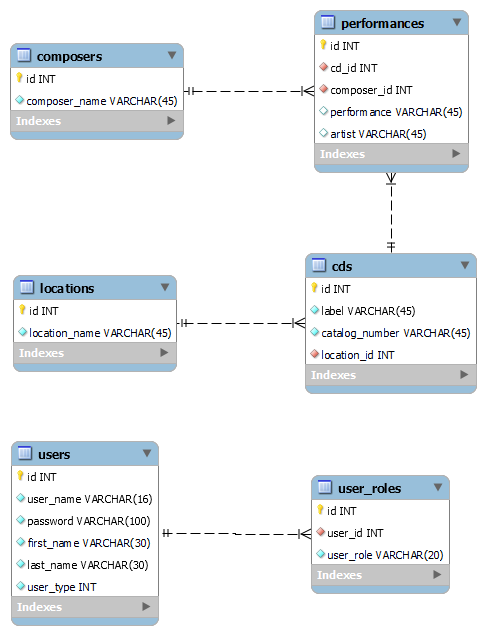 composers
id INT
composer_name VARCHAR(45)
Indexes
performances
id INT
cd_id INT
composer_id INT
performance VARCHAR(45)
artist VARCHAR(45)
Indexes
locations
id INT
location_name VARCHAR(45)
Indexes
cds
id INT
label VARCHAR(45)
catalog_number VARCHAR(45)
location_id INT
Indexes
users
id INT
user_name VARCHAR(16)
password VARCHAR(100)
first_name VARCHAR(30)
last_name VARCHAR(30)
user_type INT
Indexes
user_roles
id INT
user_id INT
user_role VARCHAR(20)
Indexes